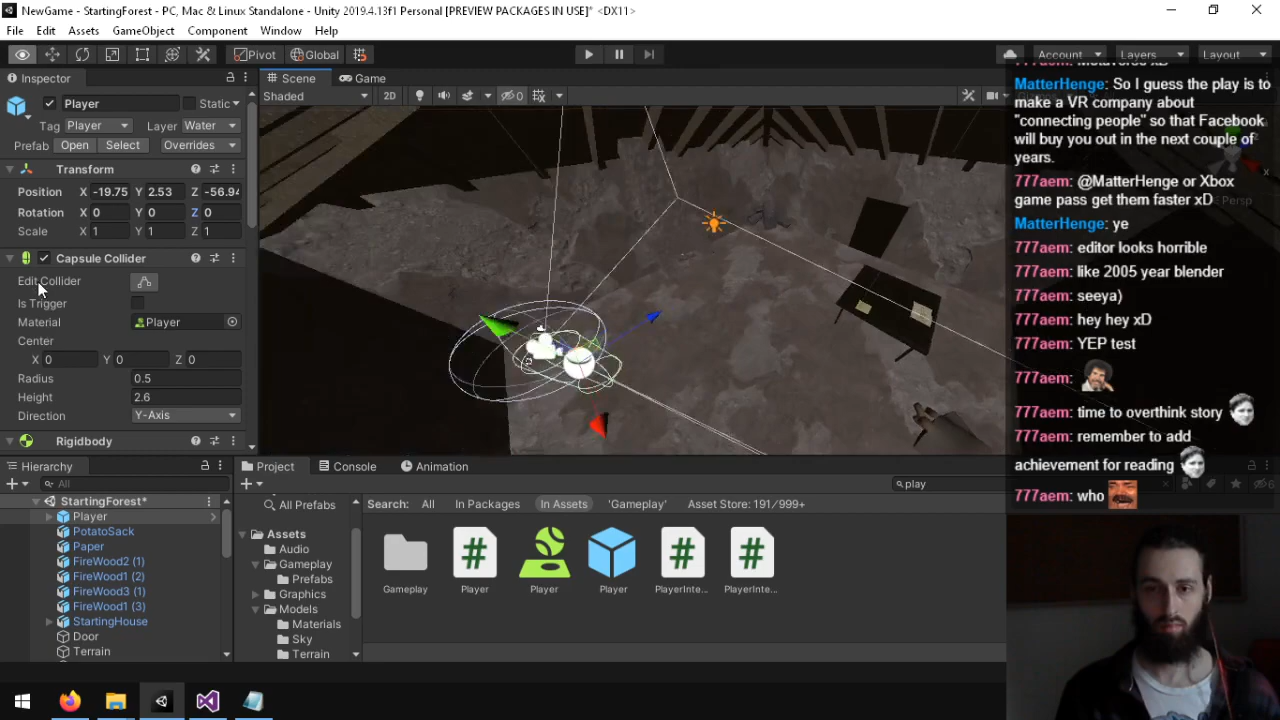 NewGame - StartingForest - PC, Mac & Linux Standalone - Unity 2019.4.13f1 Personal [PREVIEW PACKAGES IN USE]* <DX11>
File Edit Assets GameObject Component Window Help
Pivot Global Account Layers Layout
Inspector
Scene Game
Shaded 2D 0
Player Static
Tag Player Layer Water
Prefab Open Select Overrides
Transform
Position X -19.75 Y 2.53 Z -56.94
Rotation X 0 Y 0 Z 0
Scale X 1 Y 1 Z 1
Capsule Collider
Edit Collider
Is Trigger
Material Player
Center
X 0 Y 0 Z 0
Radius 0.5
Height 2.6
Direction Y-Axis
Rigidbody
Hierarchy
All
StartingForest*
Player
PotatoSack
Paper
FireWood2 (1)
FireWood1 (2)
FireWood3 (1)
FireWood1 (3)
StartingHouse
Door
Terrain
Project Console Animation
play
All Prefabs
Assets
Audio
Gameplay
Prefabs
Graphics
Models
Materials
Sky
Terrain
Search: All In Packages In Assets 'Gameplay' Asset Store: 191/999+
Gameplay Player Player Player PlayerInte... PlayerInte...
MatterHenge: So I guess the play is to
make a VR company about
"connecting people" so that Facebook
will buy you out in the next couple of
years.
777aem: @MatterHenge or Xbox
game pass get them faster xD
MatterHenge: ye
777aem: editor looks horrible
777aem: like 2005 year blender
777aem: seeya)
777aem: hey hey xD
777aem: YEP test
777aem:
777aem: time to overthink story
777aem: remember to add
achievement for reading
777aem: who
Persp